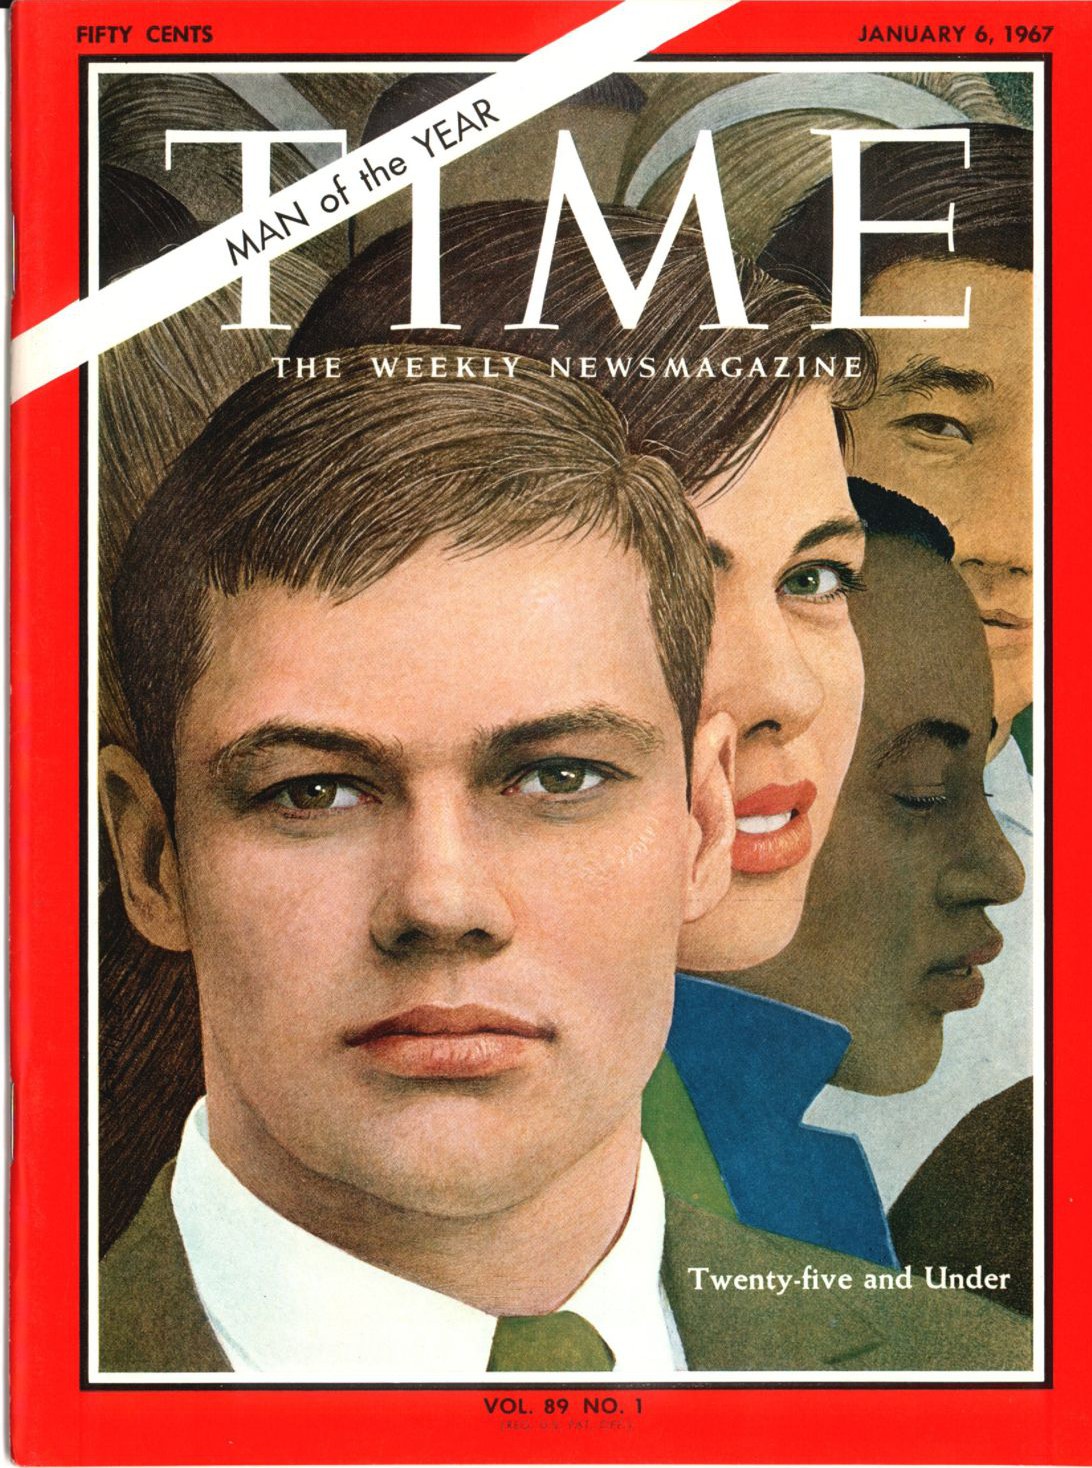 FIFTY CENTS
JANUARY 6, 1967
MAN of the YEAR
TIME
THE WEEKLY NEWSMAGAZINE
Twenty-five and Under
VOL. 89 NO. 1